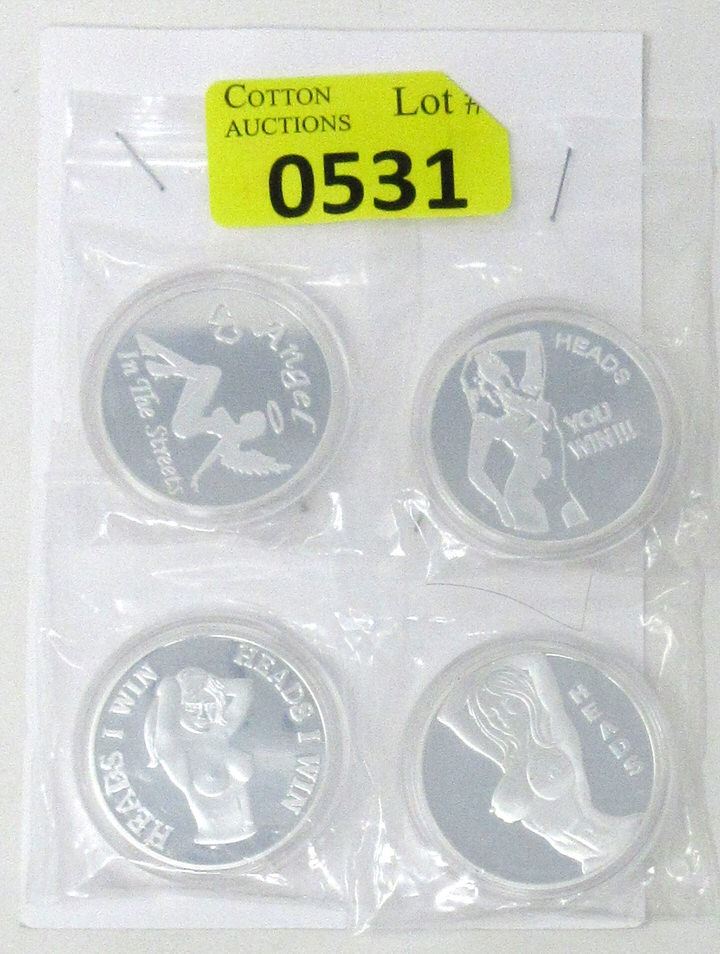 COTTON
AUCTIONS
Lot #
0531
Angel
In The Streets
HEADS
YOU
WIN!!!
HEADS I WIN
HEADS I WIN
HEADS